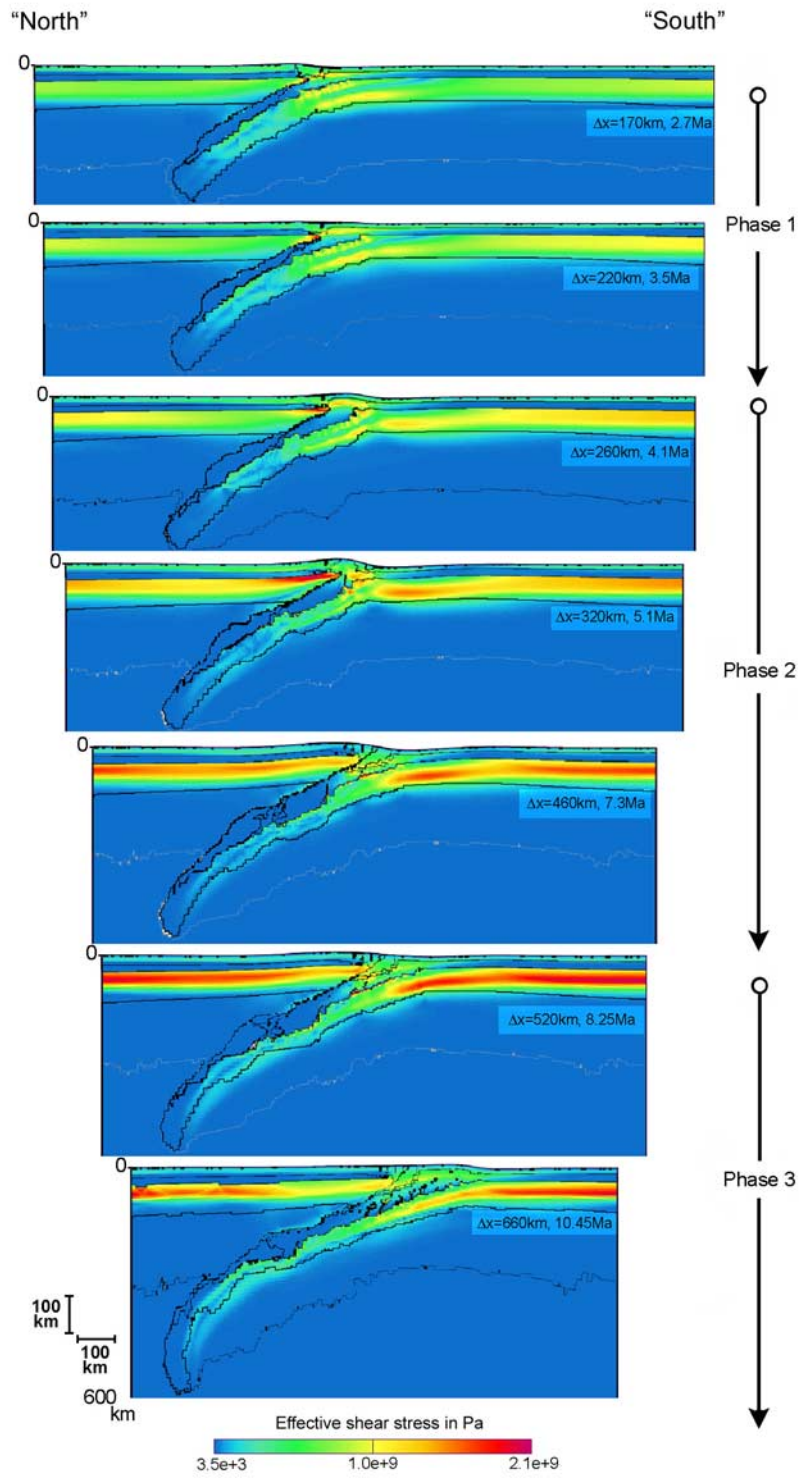 “North”
“South”
0
Δx=170km, 2.7Ma
Phase 1
0
Δx=220km, 3.5Ma
0
Δx=260km, 4.1Ma
0
Δx=320km, 5.1Ma
Phase 2
0
Δx=460km, 7.3Ma
0
Δx=520km, 8.25Ma
0
Phase 3
Δx=660km, 10.45Ma
100
km
100
km
600
km
Effective shear stress in Pa
3.5e+3
1.0e+9
2.1e+9